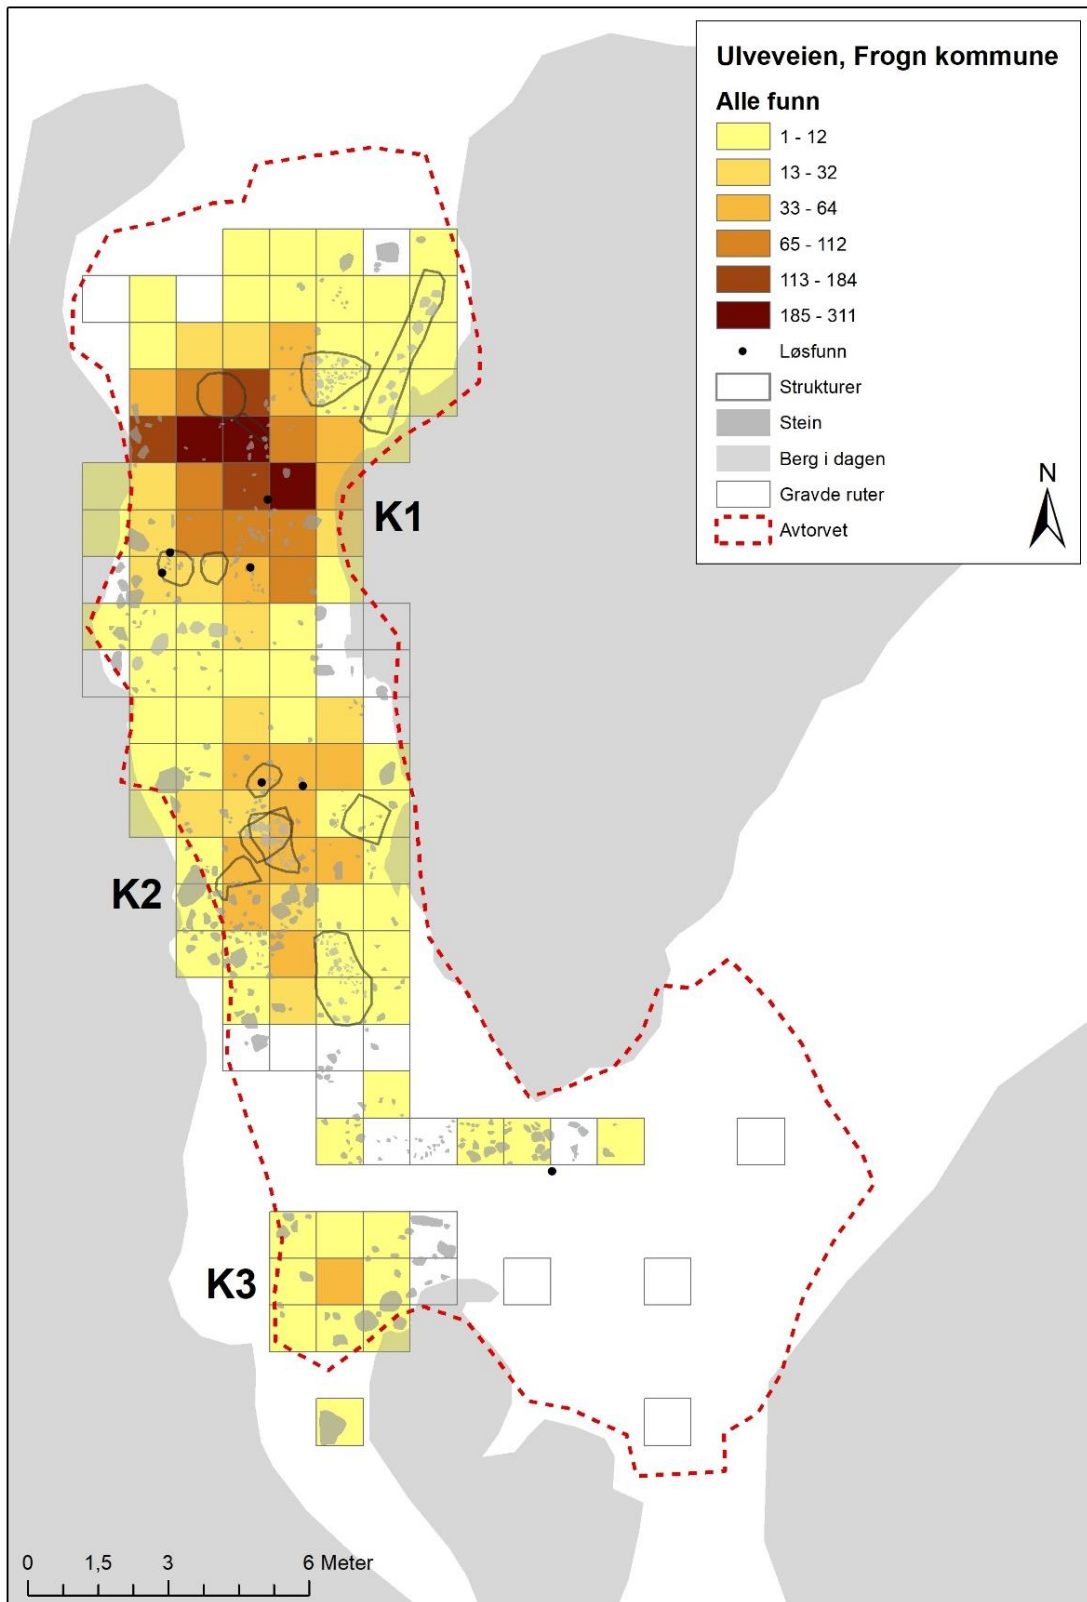 Ulveveien, Frogn kommune
Alle funn
1 - 12
13 - 32
33 - 64
65 - 112
113 - 184
185 - 311
Løsfunn
Strukturer
Stein
Berg i dagen
Gravde ruter
Avtorvet
N
K1
K2
K3
0 1,5 3 6 Meter